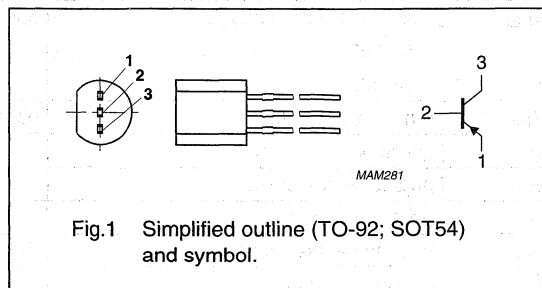 1
2
3
3
2
1
MAM281
Fig.1 Simplified outline (TO-92; SOT54)
and symbol.